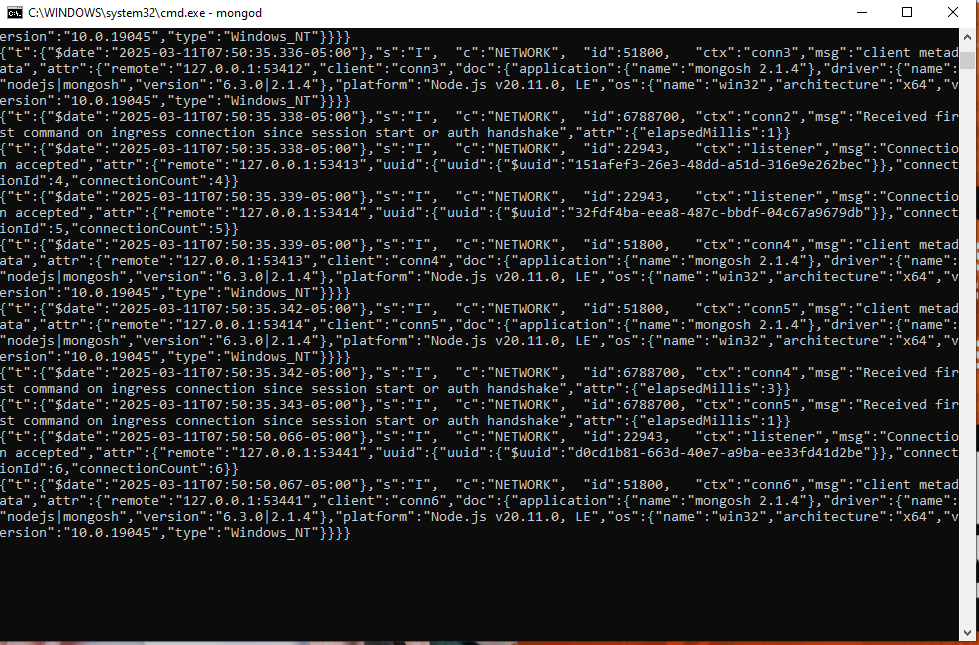 C:\WINDOWS\system32\cmd.exe - mongod
ersion":"10.0.19045","type":"Windows_NT"}}}}
{"t":{"$date":"2025-03-11T07:50:35.336-05:00"},"s":"I",  "c":"NETWORK",  "id":51800,   "ctx":"conn3","msg":"client metad
ata","attr":{"remote":"127.0.0.1:53412","client":"conn3","doc":{"application":{"name":"mongosh 2.1.4"},"driver":{"name":
"nodejs|mongosh","version":"6.3.0|2.1.4"},"platform":"Node.js v20.11.0, LE","os":{"name":"win32","architecture":"x64","v
ersion":"10.0.19045","type":"Windows_NT"}}}}
{"t":{"$date":"2025-03-11T07:50:35.338-05:00"},"s":"I",  "c":"NETWORK",  "id":6788700, "ctx":"conn2","msg":"Received fir
st command on ingress connection since session start or auth handshake","attr":{"elapsedMillis":1}}
{"t":{"$date":"2025-03-11T07:50:35.338-05:00"},"s":"I",  "c":"NETWORK",  "id":22943,   "ctx":"listener","msg":"Connectio
n accepted","attr":{"remote":"127.0.0.1:53413","uuid":{"uuid":{"$uuid":"151afef3-26e3-48dd-a51d-316e9e262bec"}},"connect
ionId":4,"connectionCount":4}}
{"t":{"$date":"2025-03-11T07:50:35.339-05:00"},"s":"I",  "c":"NETWORK",  "id":22943,   "ctx":"listener","msg":"Connectio
n accepted","attr":{"remote":"127.0.0.1:53414","uuid":{"uuid":{"$uuid":"32fdf4ba-eea8-487c-bbdf-04c67a9679db"}},"connect
ionId":5,"connectionCount":5}}
{"t":{"$date":"2025-03-11T07:50:35.339-05:00"},"s":"I",  "c":"NETWORK",  "id":51800,   "ctx":"conn4","msg":"client metad
ata","attr":{"remote":"127.0.0.1:53413","client":"conn4","doc":{"application":{"name":"mongosh 2.1.4"},"driver":{"name":
"nodejs|mongosh","version":"6.3.0|2.1.4"},"platform":"Node.js v20.11.0, LE","os":{"name":"win32","architecture":"x64","v
ersion":"10.0.19045","type":"Windows_NT"}}}}
{"t":{"$date":"2025-03-11T07:50:35.342-05:00"},"s":"I",  "c":"NETWORK",  "id":51800,   "ctx":"conn5","msg":"client metad
ata","attr":{"remote":"127.0.0.1:53414","client":"conn5","doc":{"application":{"name":"mongosh 2.1.4"},"driver":{"name":
"nodejs|mongosh","version":"6.3.0|2.1.4"},"platform":"Node.js v20.11.0, LE","os":{"name":"win32","architecture":"x64","v
ersion":"10.0.19045","type":"Windows_NT"}}}}
{"t":{"$date":"2025-03-11T07:50:35.342-05:00"},"s":"I",  "c":"NETWORK",  "id":6788700, "ctx":"conn4","msg":"Received fir
st command on ingress connection since session start or auth handshake","attr":{"elapsedMillis":3}}
{"t":{"$date":"2025-03-11T07:50:35.343-05:00"},"s":"I",  "c":"NETWORK",  "id":6788700, "ctx":"conn5","msg":"Received fir
st command on ingress connection since session start or auth handshake","attr":{"elapsedMillis":1}}
{"t":{"$date":"2025-03-11T07:50:50.066-05:00"},"s":"I",  "c":"NETWORK",  "id":22943,   "ctx":"listener","msg":"Connectio
n accepted","attr":{"remote":"127.0.0.1:53441","uuid":{"uuid":{"$uuid":"d0cd1b81-663d-40e7-a9ba-ee33fd41d2be"}},"connect
ionId":6,"connectionCount":6}}
{"t":{"$date":"2025-03-11T07:50:50.067-05:00"},"s":"I",  "c":"NETWORK",  "id":51800,   "ctx":"conn6","msg":"client metad
ata","attr":{"remote":"127.0.0.1:53441","client":"conn6","doc":{"application":{"name":"mongosh 2.1.4"},"driver":{"name":
"nodejs|mongosh","version":"6.3.0|2.1.4"},"platform":"Node.js v20.11.0, LE","os":{"name":"win32","architecture":"x64","v
ersion":"10.0.19045","type":"Windows_NT"}}}}